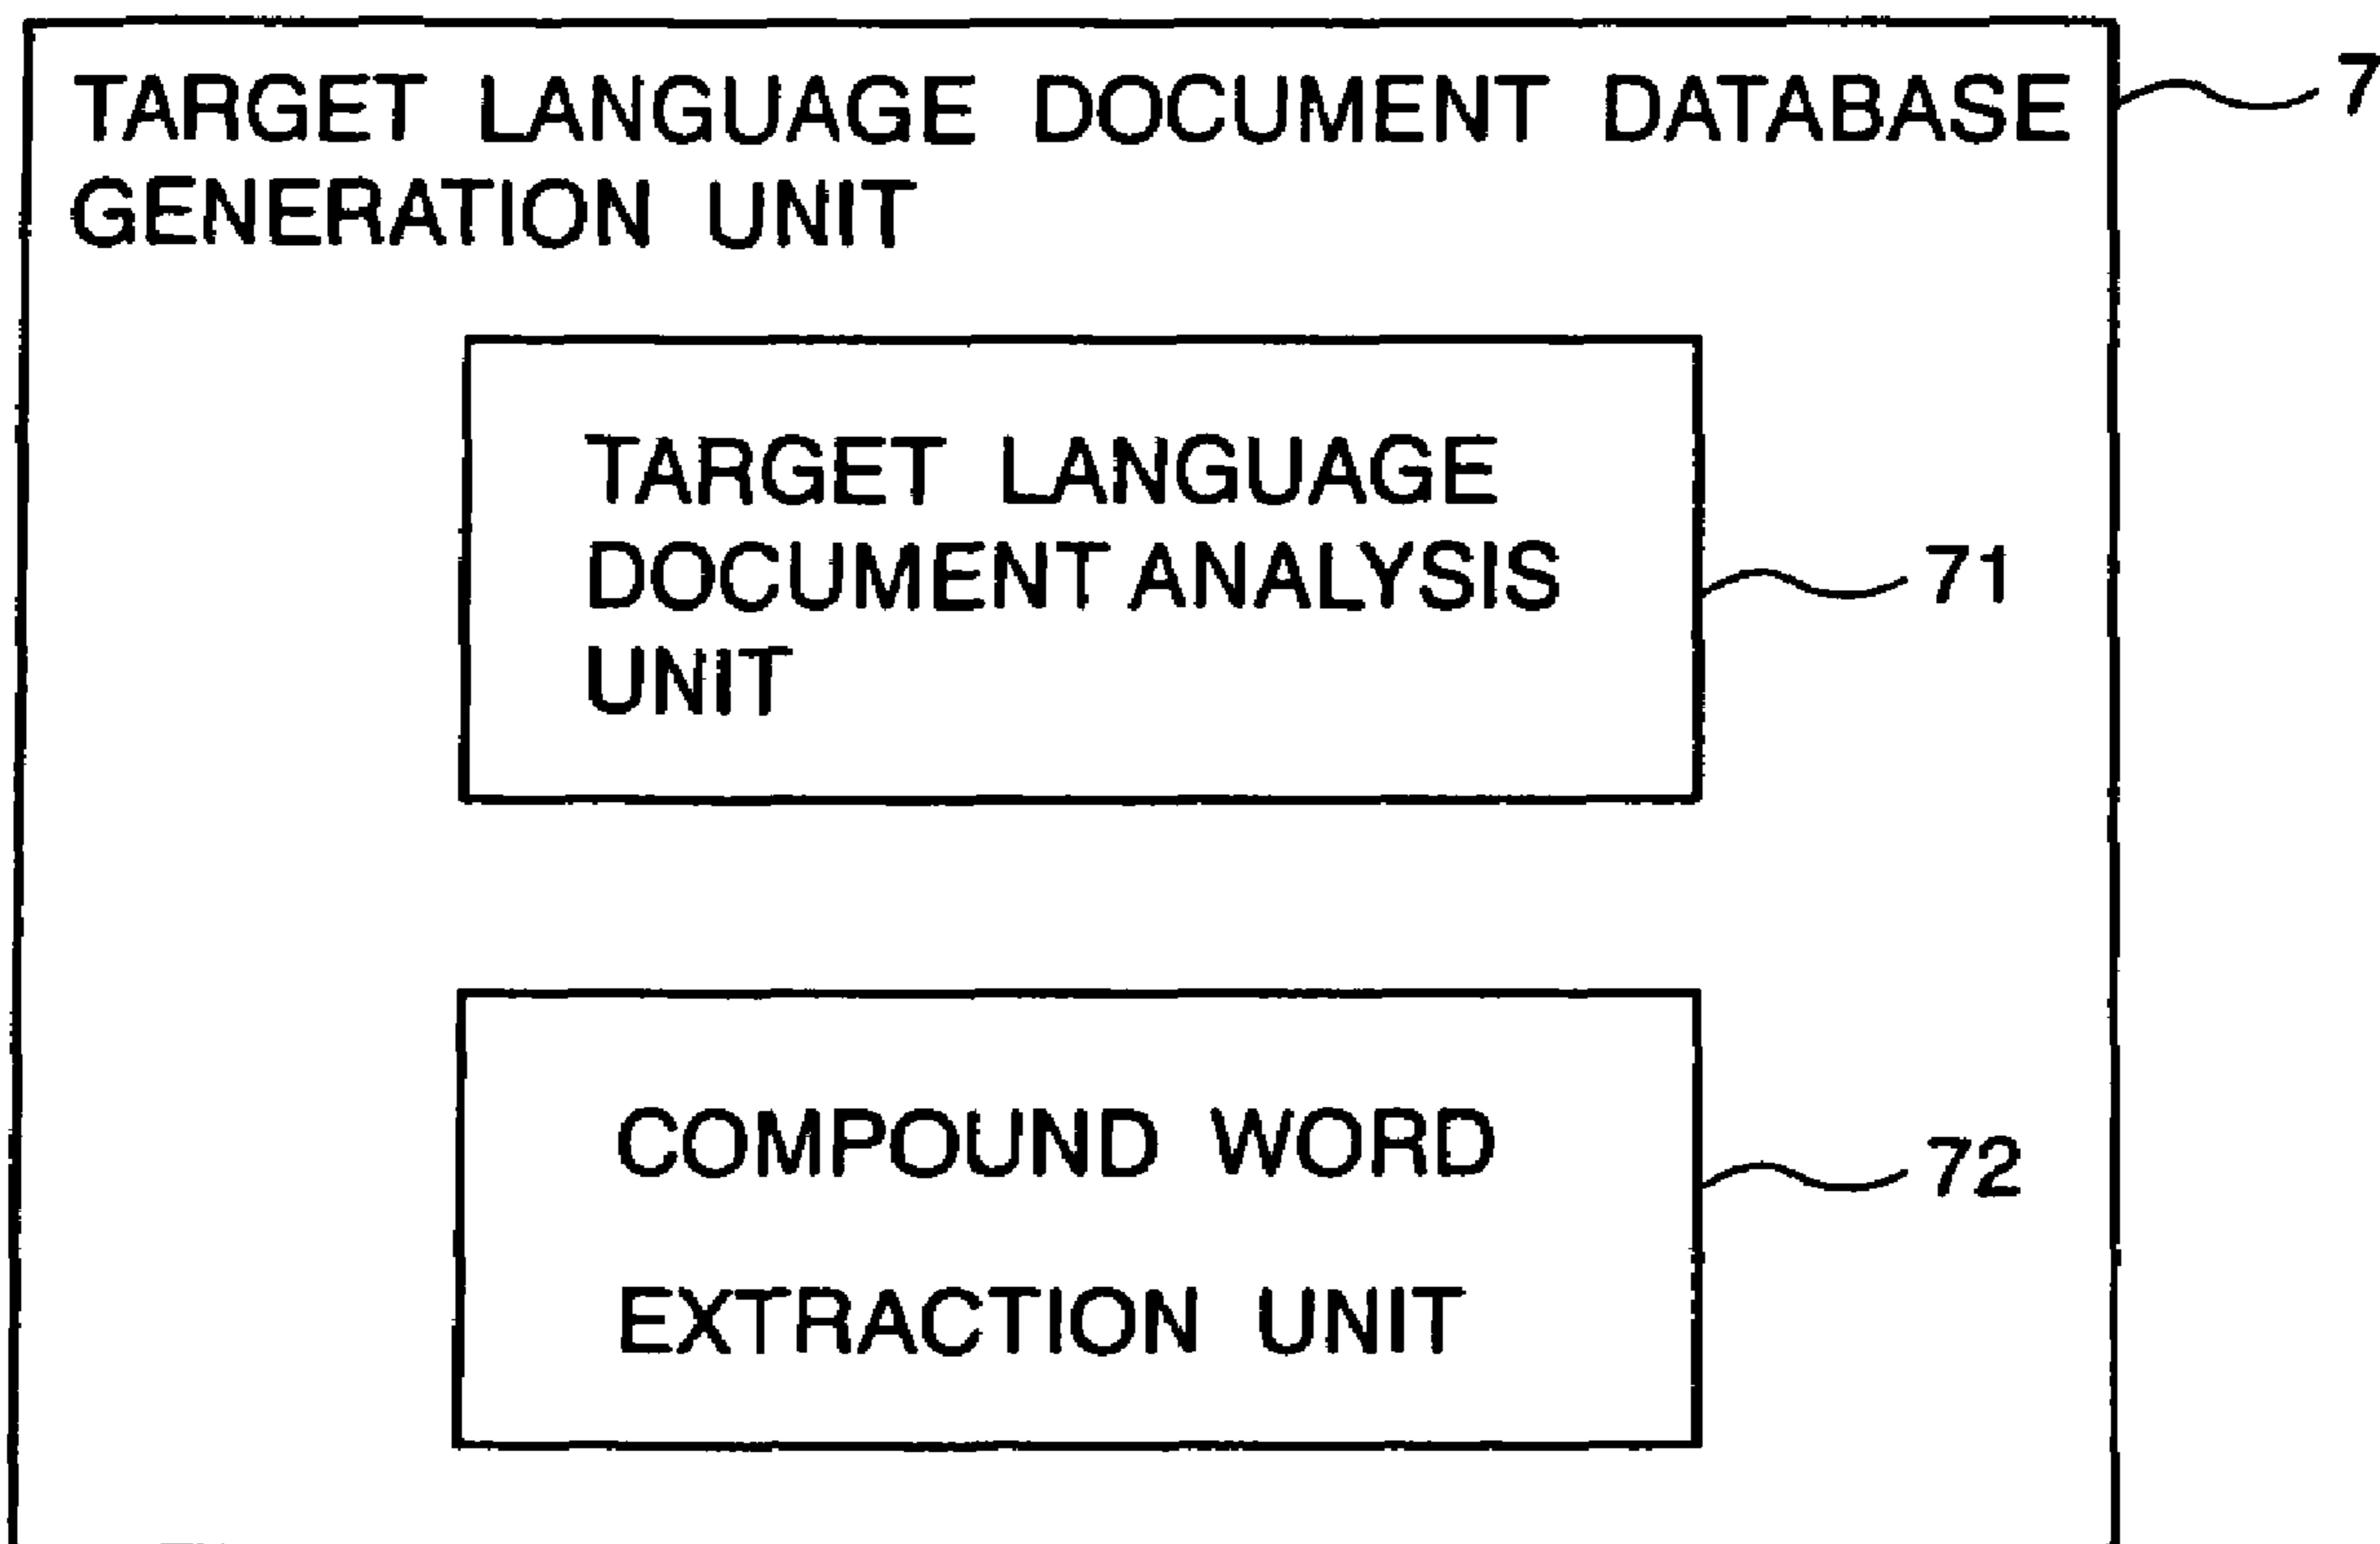 TARGET LANGUAGE DOCUMENT DATABASE 7
GENERATION UNIT
TARGET LANGUAGE
DOCUMENT ANALYSIS
UNIT
71
COMPOUND WORD
EXTRACTION UNIT
72